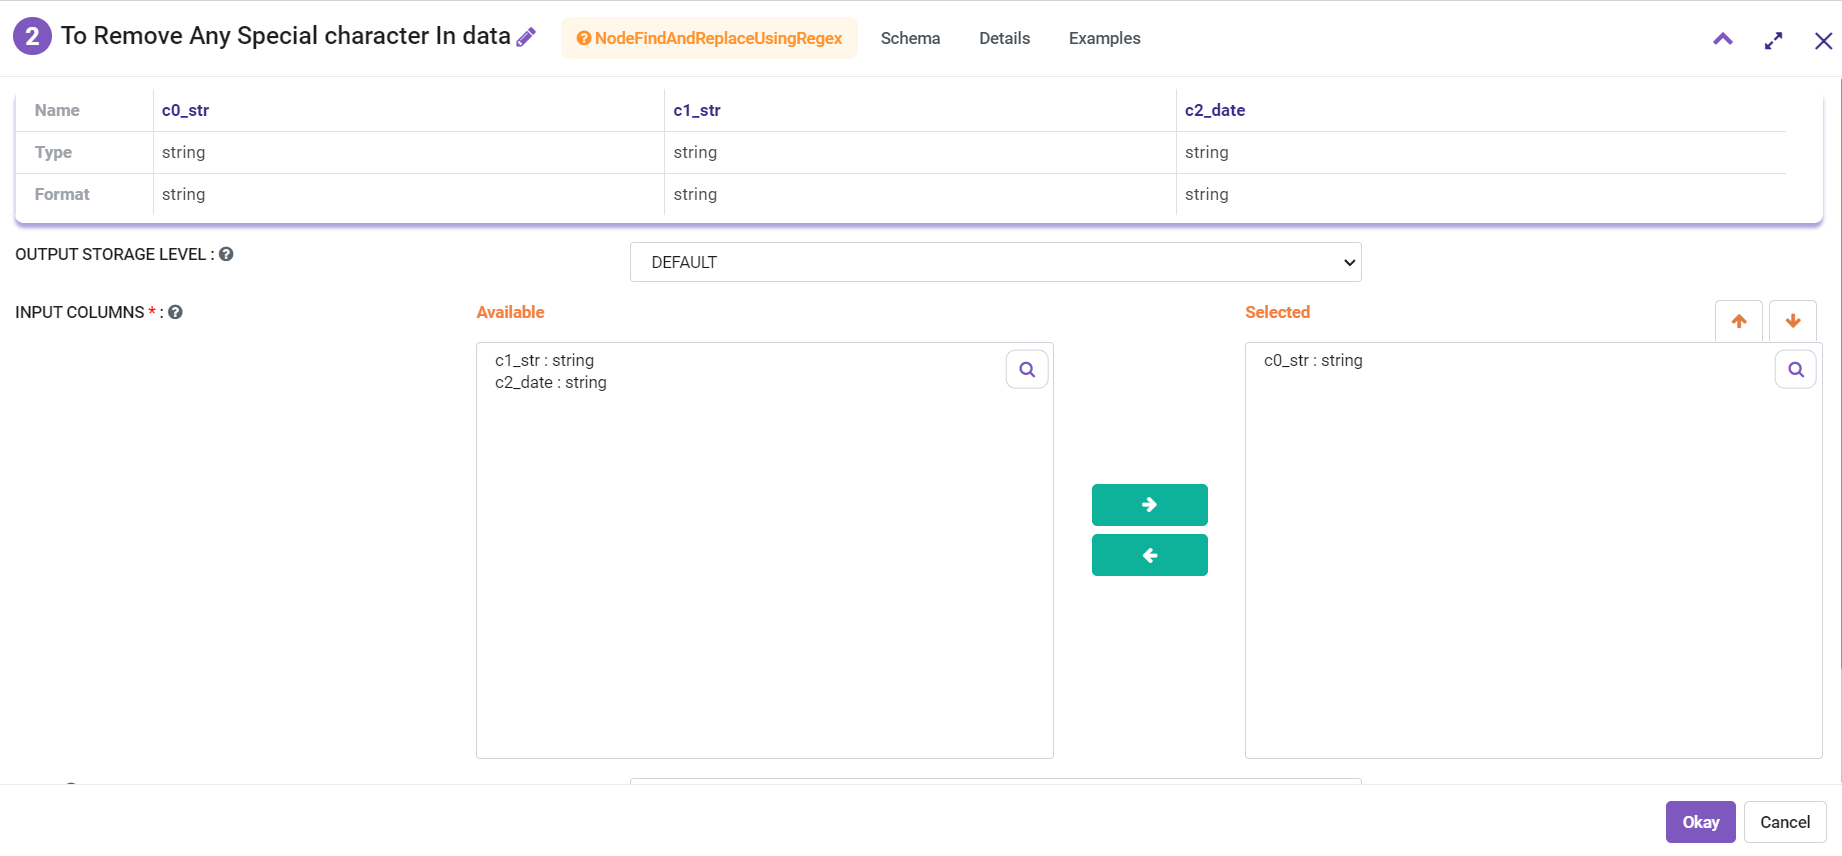 2 To Remove Any Special character In data NodeFindAndReplaceUsingRegex Schema Details Examples
Name c0_str c1_str c2_date
Type string string string
Format string string string
OUTPUT STORAGE LEVEL : DEFAULT
INPUT COLUMNS * : Available Selected
c1_str : string c0_str : string
c2_date : string
Okay Cancel